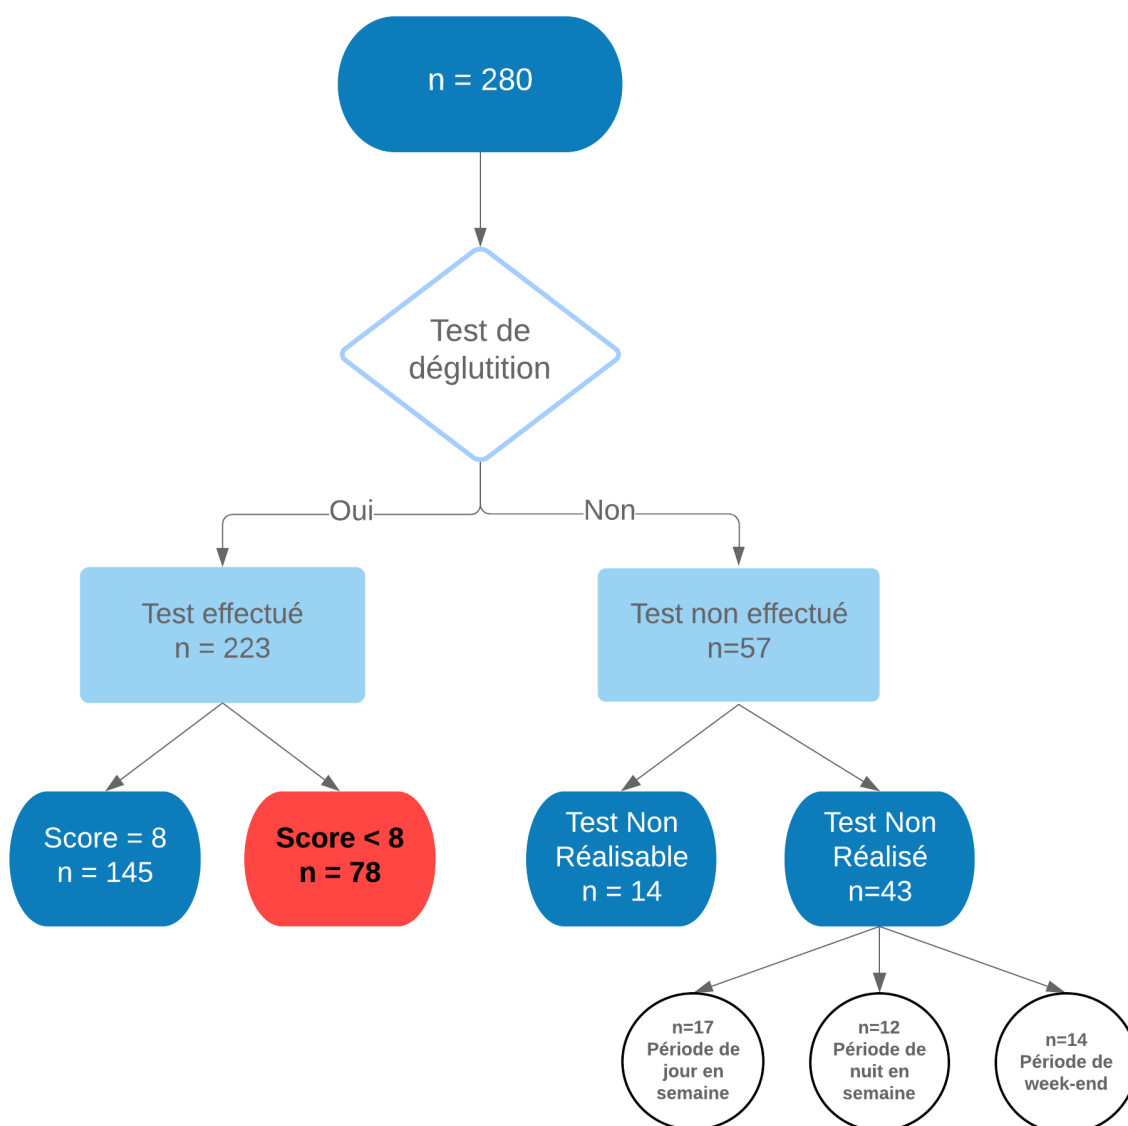 n = 280
Test de
déglutition
Oui
Non
Test effectué
n = 223
Test non effectué
n=57
Score = 8
n = 145
Score < 8
n = 78
Test Non
Réalisable
n = 14
Test Non
Réalisé
n=43
n=17
Période de
jour en
semaine
n=12
Période de
nuit en
semaine
n=14
Période de
week-end